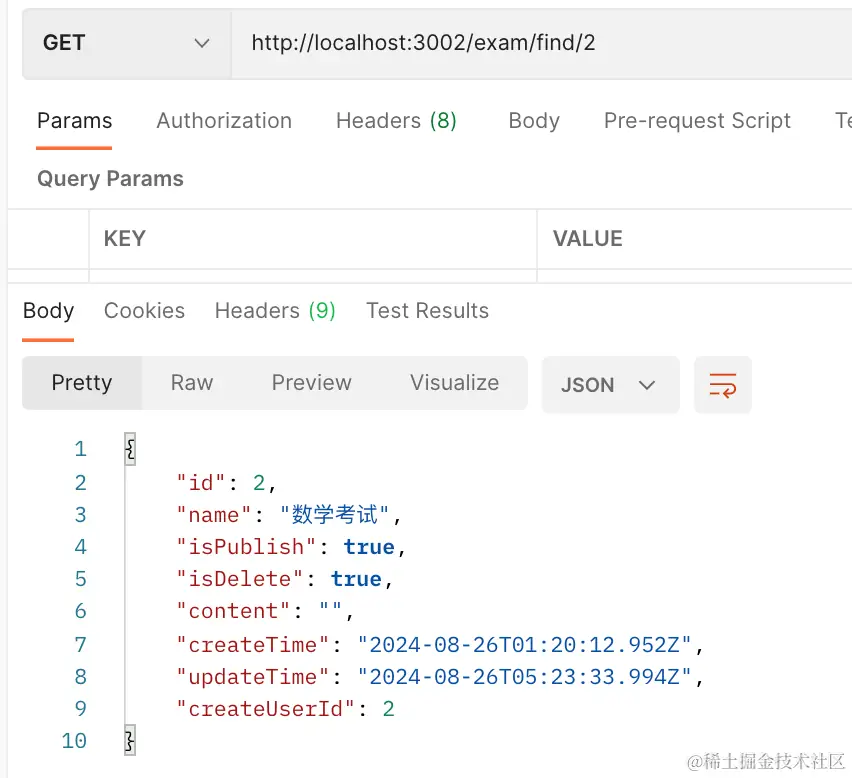 GET http://localhost:3002/exam/find/2
Params Authorization Headers (8) Body Pre-request Script Te
Query Params
KEY VALUE
Body Cookies Headers (9) Test Results
Pretty Raw Preview Visualize JSON
1 {
2 "id": 2,
3 "name": "数学考试",
4 "isPublish": true,
5 "isDelete": true,
6 "content": "",
7 "createTime": "2024-08-26T01:20:12.952Z",
8 "updateTime": "2024-08-26T05:23:33.994Z",
9 "createUserId": 2
10 }
@稀土掘金技术社区